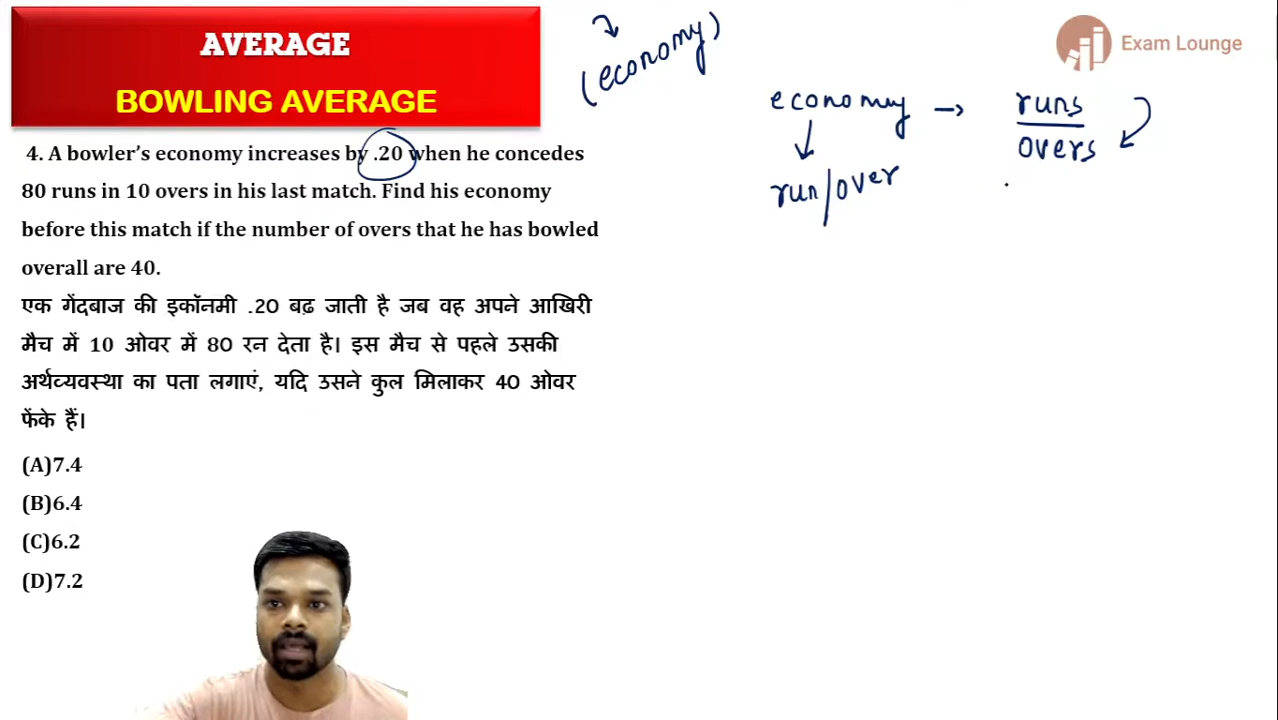 AVERAGE
BOWLING AVERAGE
(economy)
Exam Lounge
economy → runs
overs
run/over
4. A bowler's economy increases by .20 when he concedes
80 runs in 10 overs in his last match. Find his economy
before this match if the number of overs that he has bowled
overall are 40.
एक गेंदबाज की इकॉनमी .20 बढ़ जाती है जब वह अपने आखिरी
मैच में 10 ओवर में 80 रन देता है। इस मैच से पहले उसकी
अर्थव्यवस्था का पता लगाएं, यदि उसने कुल मिलाकर 40 ओवर
फेंके हैं।
(A)7.4
(B)6.4
(C)6.2
(D)7.2